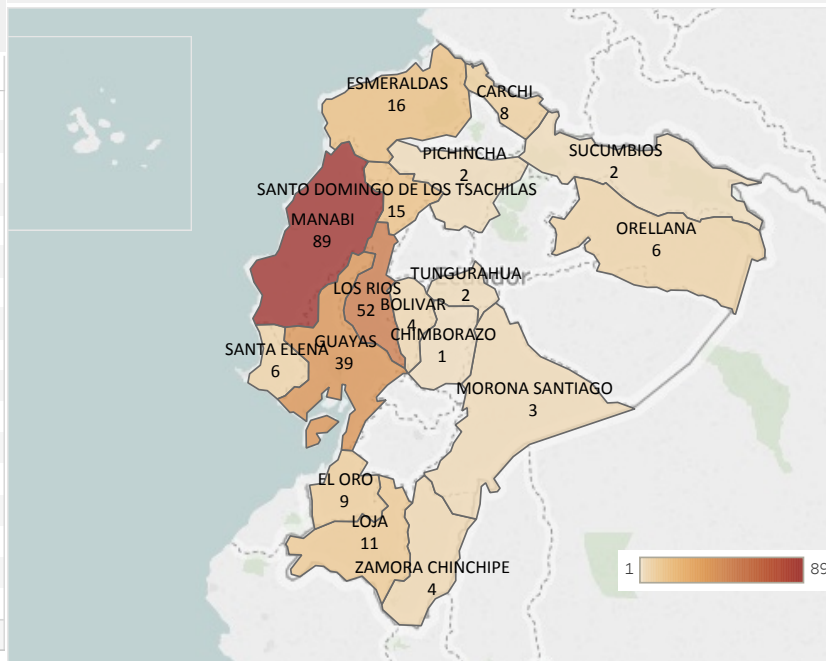 ESMERALDAS
16
CARCHI
8
PICHINCHA
2
SUCUMBIOS
2
SANTO DOMINGO DE LOS TSACHILAS
15
MANABI
89
ORELLANA
6
TUNGURAHUA
2
LOS RIOS
52
BOLIVAR
4
CHIMBORAZO
1
SANTA ELENA
6
GUAYAS
39
MORONA SANTIAGO
3
EL ORO
9
LOJA
11
ZAMORA CHINCHIPE
4
1 89